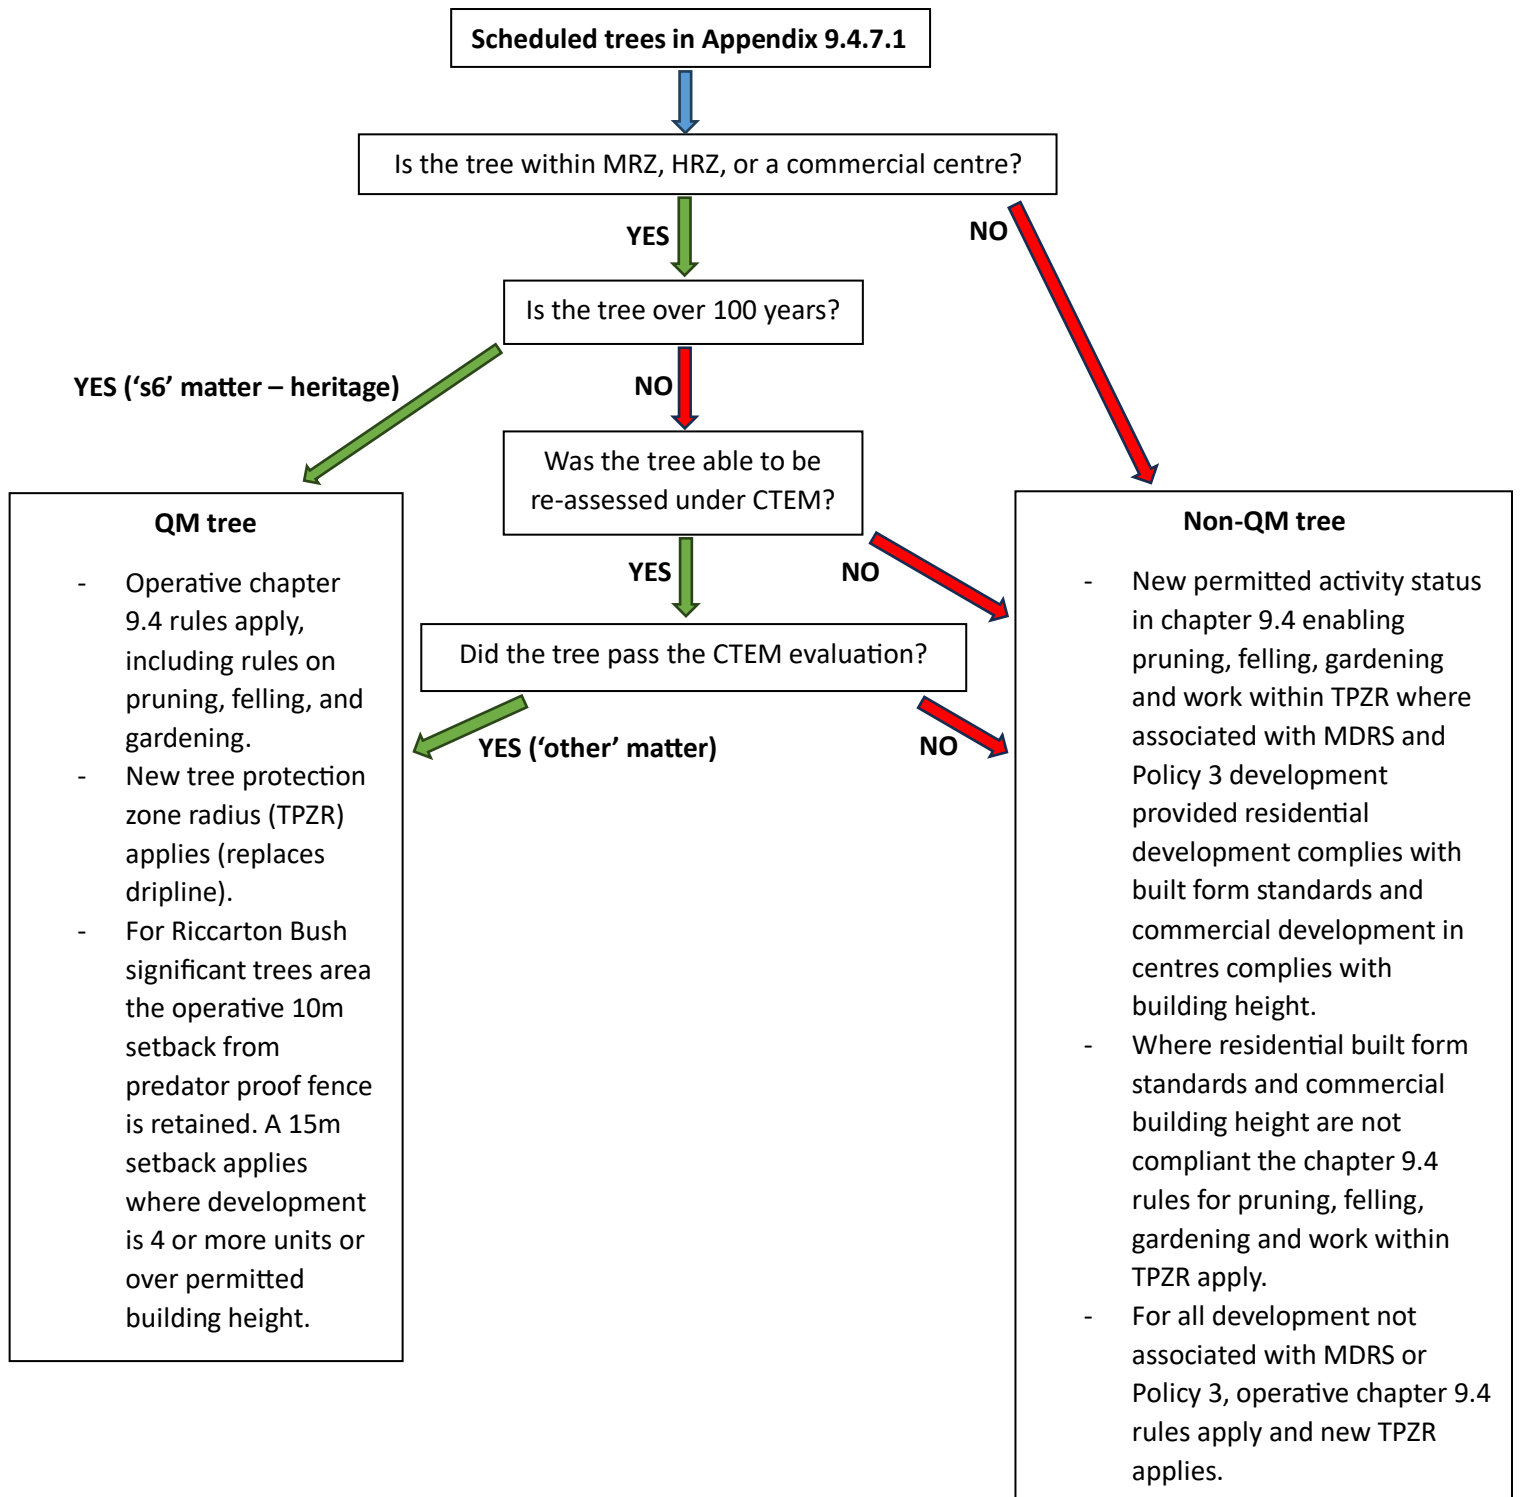 Scheduled trees in Appendix 9.4.7.1
Is the tree within MRZ, HRZ, or a commercial centre?
YES
NO
Is the tree over 100 years?
YES (‘s6’ matter – heritage)
NO
Was the tree able to be
re-assessed under CTEM?
YES
NO
Did the tree pass the CTEM evaluation?
YES (‘other’ matter)
NO
QM tree
- Operative chapter
9.4 rules apply,
including rules on
pruning, felling, and
gardening.
- New tree protection
zone radius (TPZR)
applies (replaces
dripline).
- For Riccarton Bush
significant trees area
the operative 10m
setback from
predator proof fence
is retained. A 15m
setback applies
where development
is 4 or more units or
over permitted
building height.
Non-QM tree
- New permitted activity status
in chapter 9.4 enabling
pruning, felling, gardening
and work within TPZR where
associated with MDRS and
Policy 3 development
provided residential
development complies with
built form standards and
commercial development in
centres complies with
building height.
- Where residential built form
standards and commercial
building height are not
compliant the chapter 9.4
rules for pruning, felling,
gardening and work within
TPZR apply.
- For all development not
associated with MDRS or
Policy 3, operative chapter 9.4
rules apply and new TPZR
applies.